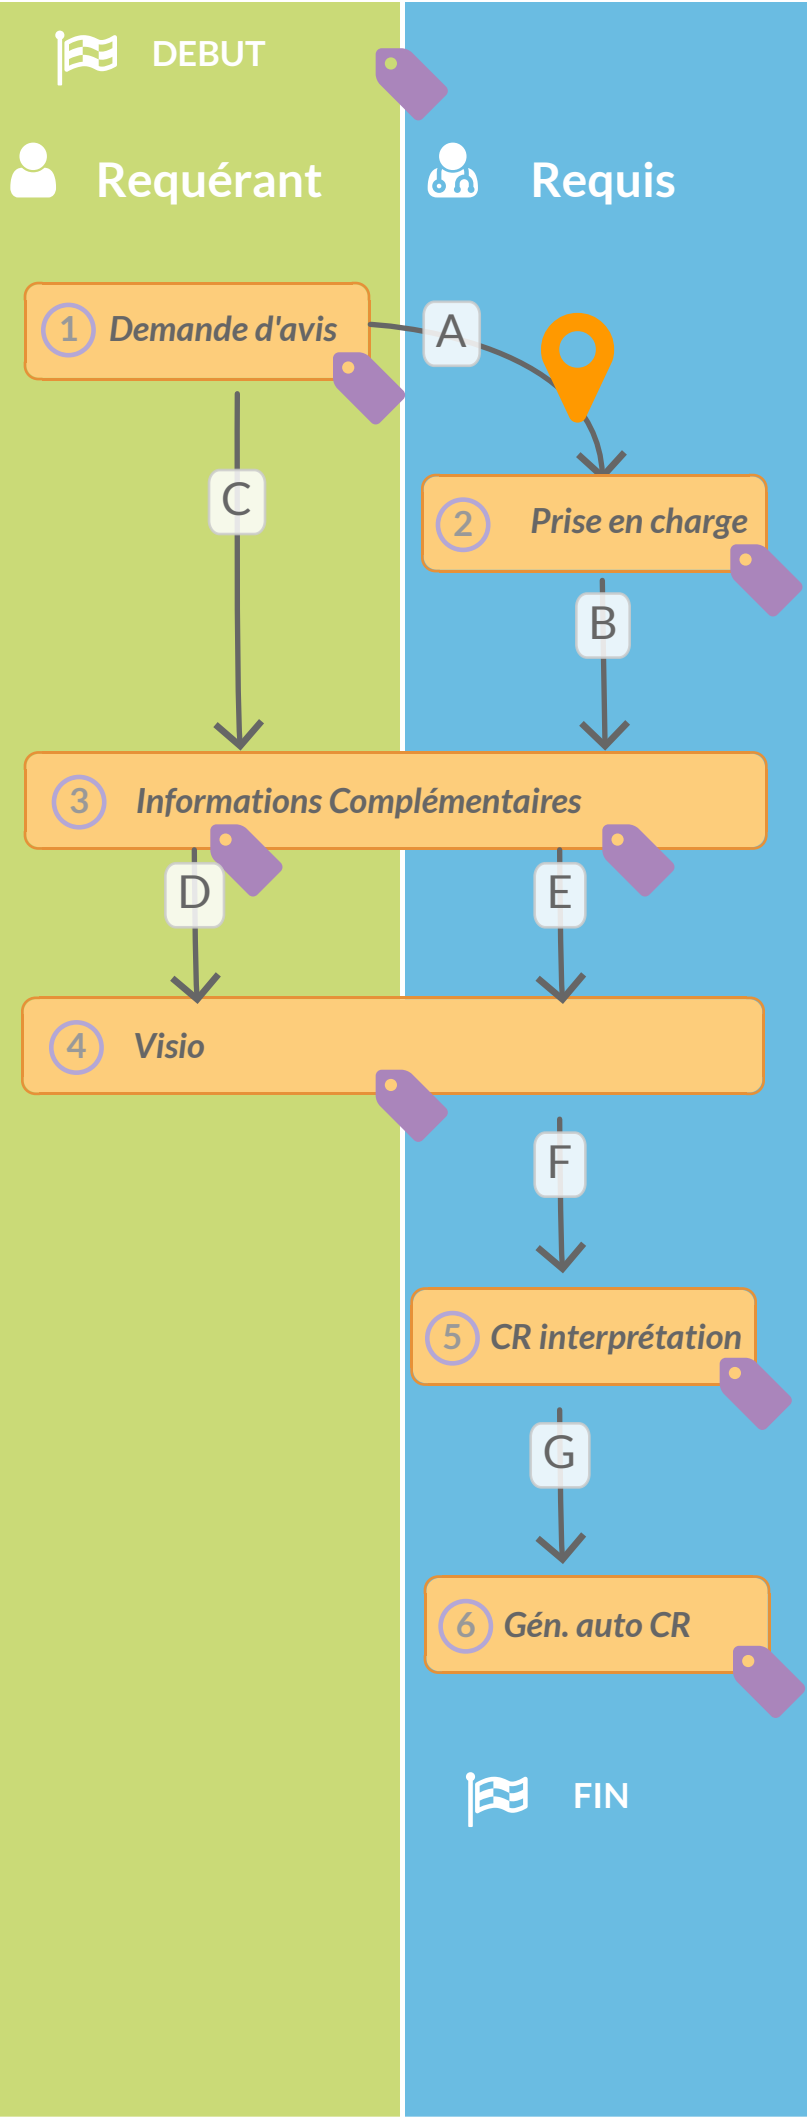 DEBUT
Requérant
Requis
1 Demande d'avis
A
C
2 Prise en charge
B
3 Informations Complémentaires
D
E
4 Visio
F
5 CR interprétation
G
6 Gén. auto CR
FIN